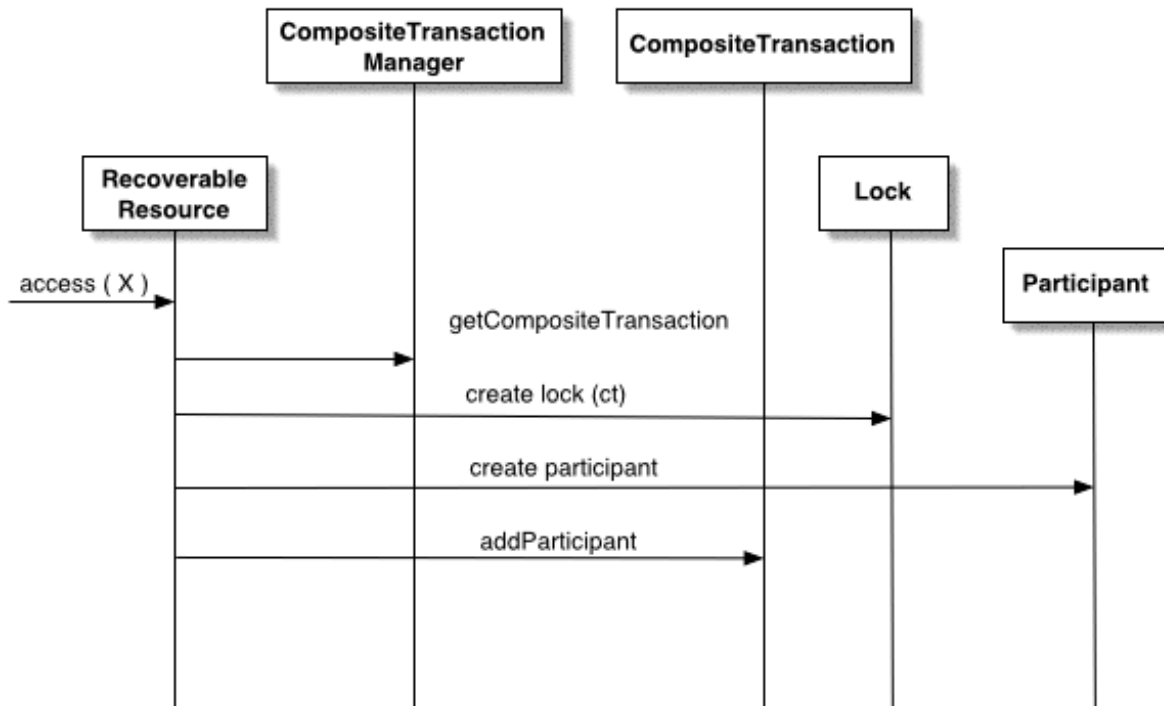 CompositeTransaction
Manager
CompositeTransaction
Recoverable
Resource
Lock
Participant
access ( X )
getCompositeTransaction
create lock (ct)
create participant
addParticipant